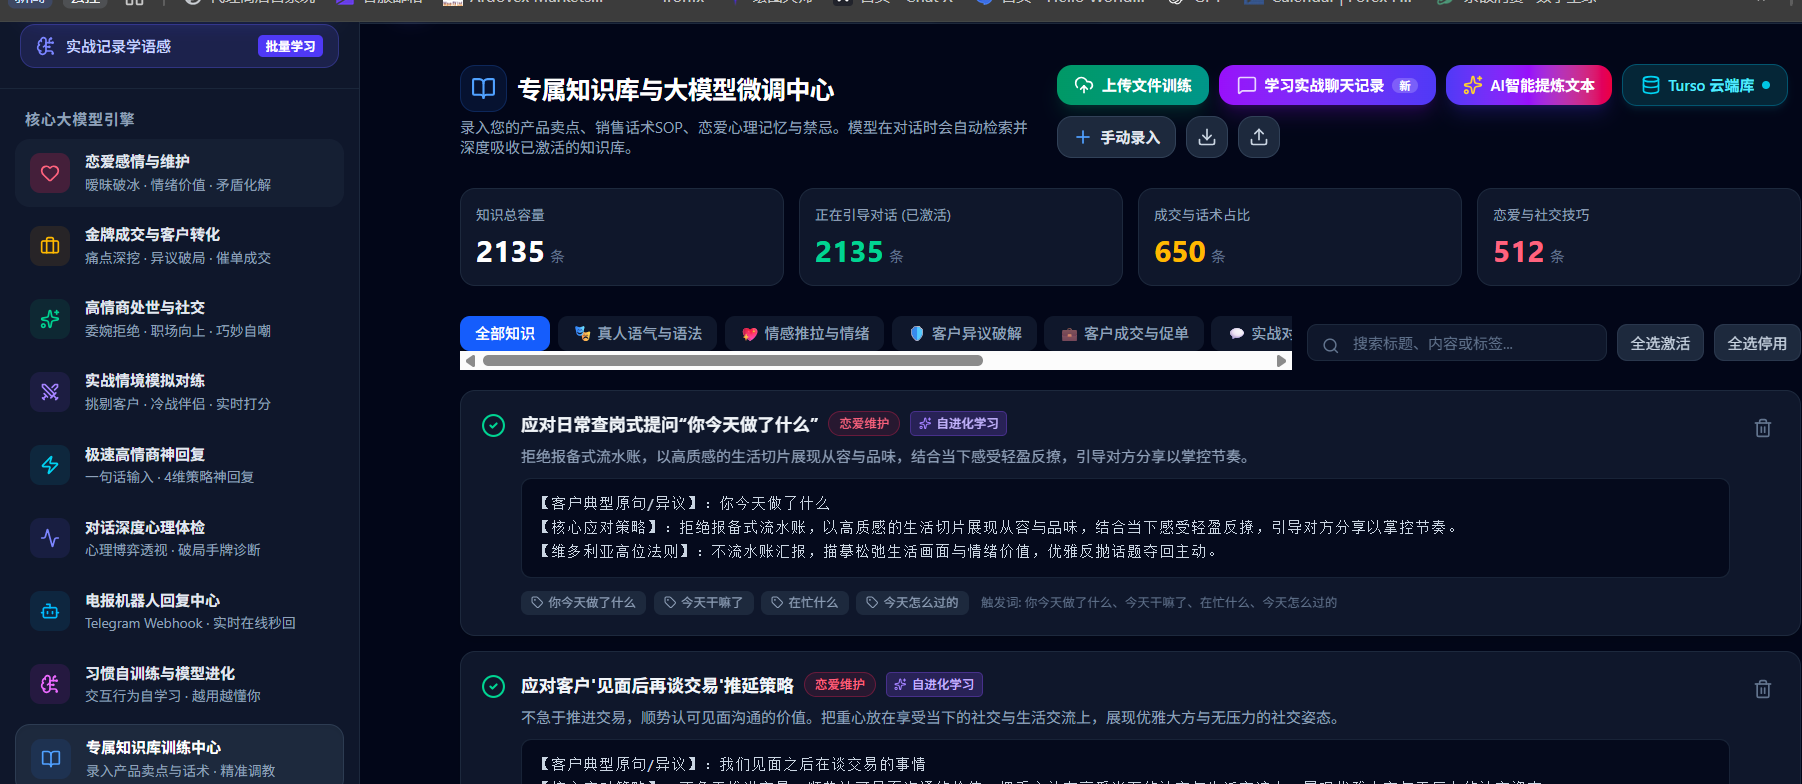 实战记录学语感 批量学习
核心大模型引擎
恋爱感情与维护
暧昧破冰 · 情绪价值 · 矛盾化解
金牌成交与客户转化
痛点深挖 · 异议破局 · 催单成交
高情商处世与社交
委婉拒绝 · 职场向上 · 巧妙自嘲
实战情境模拟对练
挑剔客户 · 冷战伴侣 · 实时打分
极速高情商神回复
一句话输入 · 4维策略神回复
对话深度心理体检
心理博弈透视 · 破局手牌诊断
电报机器人回复中心
Telegram Webhook · 实时在线秒回
习惯自训练与模型进化
交互行为自学习 · 越用越懂你
专属知识库训练中心
录入产品卖点与话术 · 精准调教
专属知识库与大模型微调中心
录入您的产品卖点、销售话术SOP、恋爱心理记忆与禁忌。模型在对话时会自动检索并
深度吸收已激活的知识库。
上传文件训练 学习实战聊天记录 新 AI智能提炼文本 Turso 云端库
手动录入
知识总容量
2135 条
正在引导对话 (已激活)
2135 条
成交与话术占比
650 条
恋爱与社交技巧
512 条
全部知识 真人语气与语法 情感推拉与情绪 客户异议破解 客户成交与促单 实战对
搜索标题、内容或标签... 全选激活 全选停用
应对日常查岗式提问“你今天做了什么” 恋爱维护 自进化学习
拒绝报备式流水账，以高质感的生活切片展现从容与品味，结合当下感受轻盈反撩，引导对方分享以掌控节奏。
【客户典型原句/异议】：你今天做了什么
【核心应对策略】：拒绝报备式流水账，以高质感的生活切片展现从容与品味，结合当下感受轻盈反撩，引导对方分享以掌控节奏。
【维多利亚高位法则】：不流水账汇报，描摹松弛生活画面与情绪价值，优雅反抛话题夺回主动。
你今天做了什么 今天干嘛了 在忙什么 今天怎么过的 触发词: 你今天做了什么、今天干嘛了、在忙什么、今天怎么过的
应对客户'见面后再谈交易'推延策略 恋爱维护 自进化学习
不急于推进交易，顺势认可见面沟通的价值。把重心放在享受当下的社交与生活交流上，展现优雅大方与无压力的社交姿态。
【客户典型原句/异议】：我们见面之后在谈交易的事情